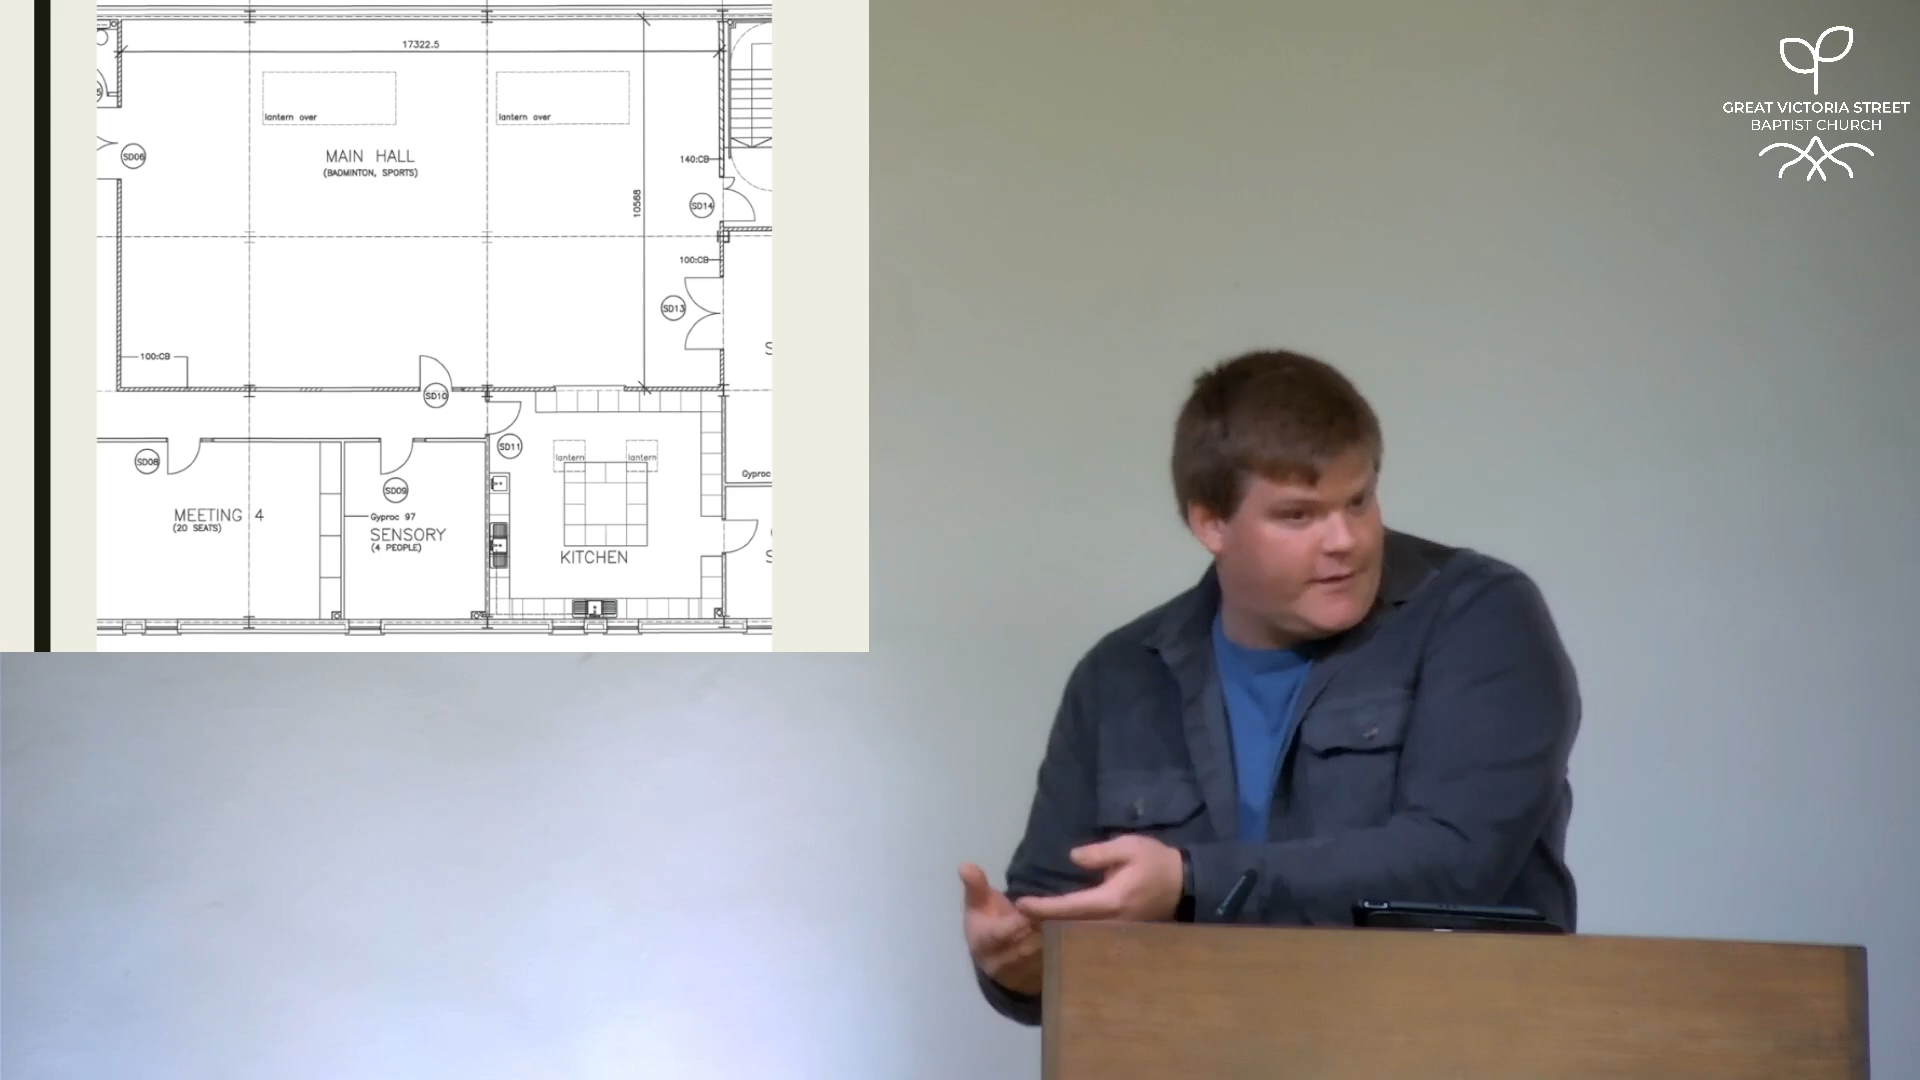 17322.5
lantern over
lantern over
MAIN HALL
(BADMINTON, SPORTS)
SD06
140:CB
10568
SD14
100:CB
SD13
100:CB
SD10
SD11
lantern
lantern
SD08
SD09
Gyproc
MEETING 4
(20 SEATS)
Gyproc 97
SENSORY
(4 PEOPLE)
KITCHEN
GREAT VICTORIA STREET
BAPTIST CHURCH